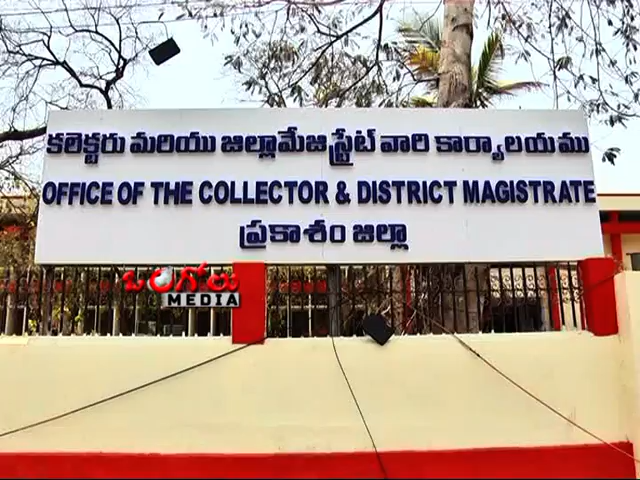 కలెక్టరు మరియు జిల్లామేజిస్ట్రేట్ వారి కార్యాలయము
OFFICE OF THE COLLECTOR & DISTRICT MAGISTRATE
ప్రకాశం జిల్లా
ఒంగోలు
MEDIA